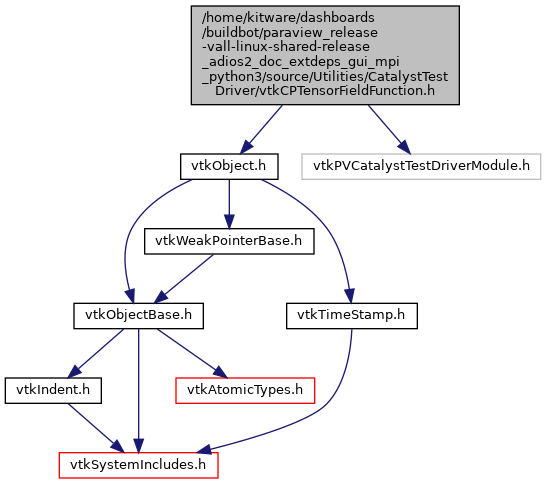 /home/kitware/dashboards
/buildbot/paraview_release
-vall-linux-shared-release
_adios2_doc_extdeps_gui_mpi
_python3/source/Utilities/CatalystTest
Driver/vtkCPTensorFieldFunction.h
vtkObject.h
vtkPVCatalystTestDriverModule.h
vtkWeakPointerBase.h
vtkObjectBase.h
vtkTimeStamp.h
vtkIndent.h
vtkAtomicTypes.h
vtkSystemIncludes.h